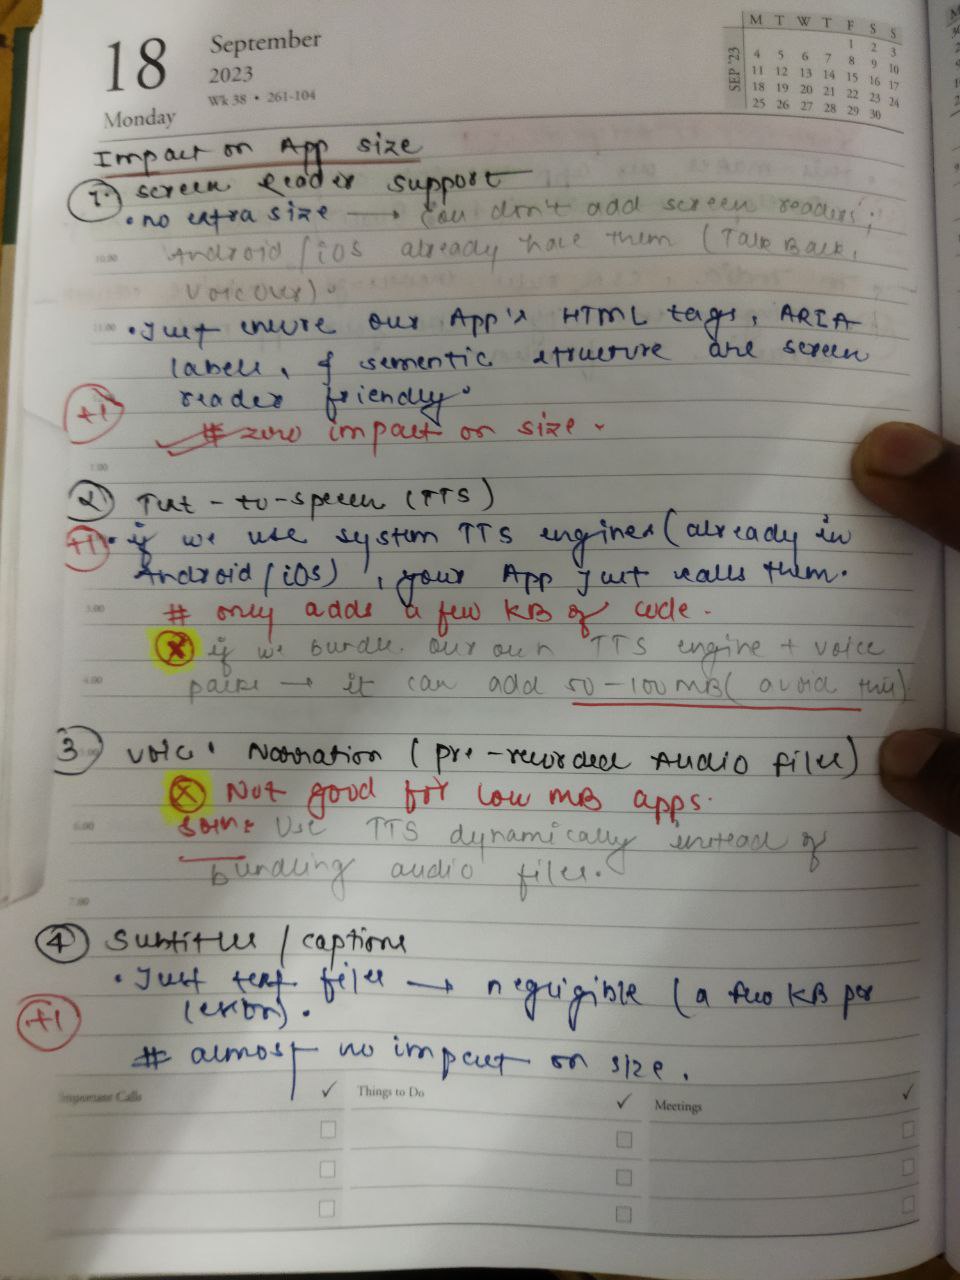 18
Monday
September
2023
Wk 38 • 261-104
SEP '23
M T W T F S S
1 2 3
4 5 6 7 8 9 10
11 12 13 14 15 16 17
18 19 20 21 22 23 24
25 26 27 28 29 30
Impact on App size
1. screen Reader support
• no extra size → You don't add screen readers;
10.00 Android / iOS already have them (Talk Back,
Voiceover).
11.00 • Just ensure our App's HTML tags, ARIA
labels, & sementic structure are screen
reader friendly.
+1
# zero impact on size.
1.00
2) Text-to-speech (TTS)
+1 • if we use system TTS engines (already in
Android / iOS), your App just calls them.
3.00 # only adds a few KB of code.
x if we bundle our own TTS engine + voice
4.00 packs → it can add 50-100 MB (avoid this)
3) Voice Narration (pre-recorded Audio files)
x Not good for low MB apps.
6.00 Soln: Use TTS dynamically instead of
bundling audio files.
7.00
4) Subtitles / captions
• Just text files → negligible (a few KB per
lesson).
+1
# almost no impact on size.
Important Calls ✓ Things to Do ✓ Meetings ✓